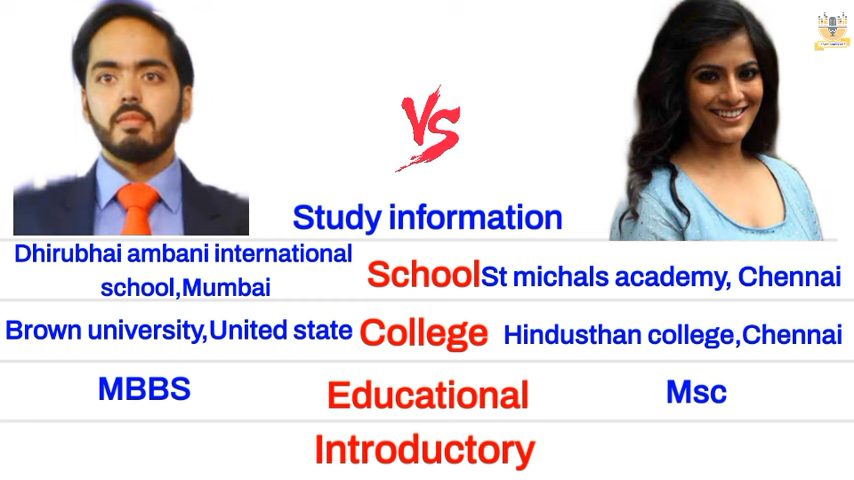 VS
Study information
Dhirubhai ambani international
school,Mumbai
School
St michals academy, Chennai
Brown university,United state
College
Hindusthan college,Chennai
MBBS
Educational
Msc
Introductory